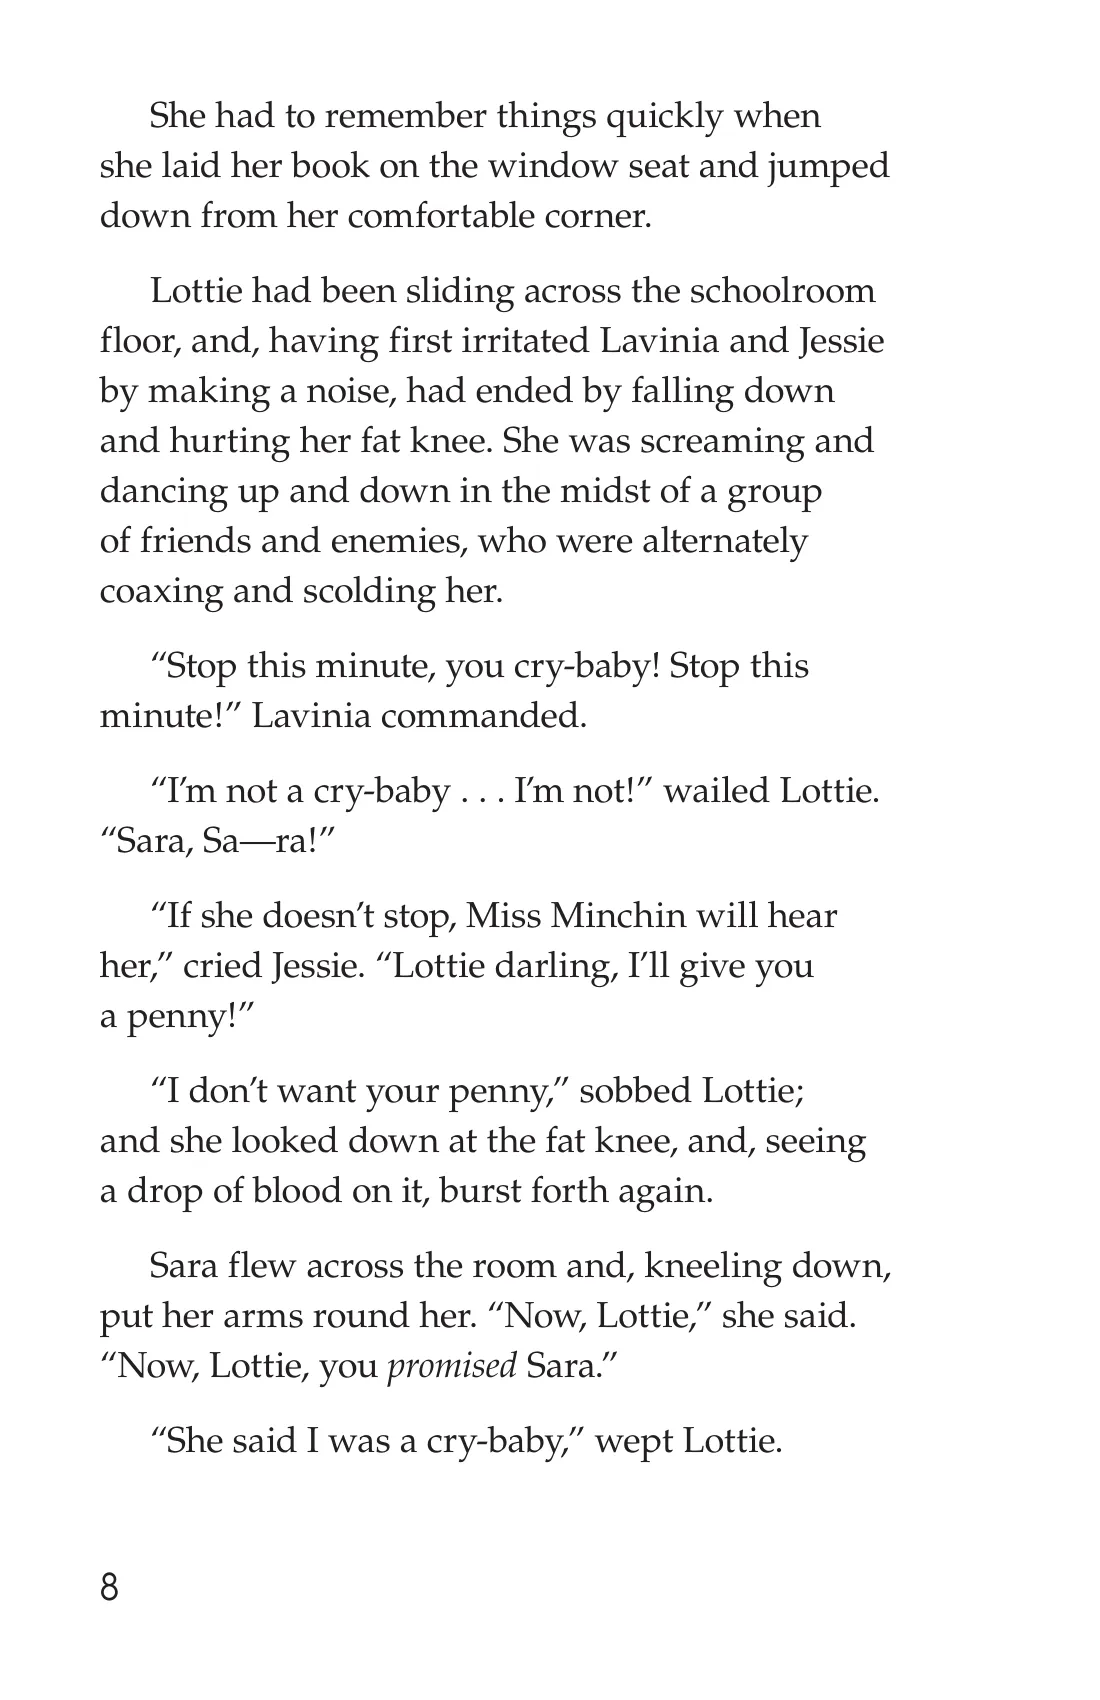 She had to remember things quickly when
she laid her book on the window seat and jumped
down from her comfortable corner.
Lottie had been sliding across the schoolroom
floor, and, having first irritated Lavinia and Jessie
by making a noise, had ended by falling down
and hurting her fat knee. She was screaming and
dancing up and down in the midst of a group
of friends and enemies, who were alternately
coaxing and scolding her.
“Stop this minute, you cry-baby! Stop this
minute!” Lavinia commanded.
“I’m not a cry-baby . . . I’m not!” wailed Lottie.
“Sara, Sa—ra!”
“If she doesn’t stop, Miss Minchin will hear
her,” cried Jessie. “Lottie darling, I’ll give you
a penny!”
“I don’t want your penny,” sobbed Lottie;
and she looked down at the fat knee, and, seeing
a drop of blood on it, burst forth again.
Sara flew across the room and, kneeling down,
put her arms round her. “Now, Lottie,” she said.
“Now, Lottie, you promised Sara.”
“She said I was a cry-baby,” wept Lottie.
8